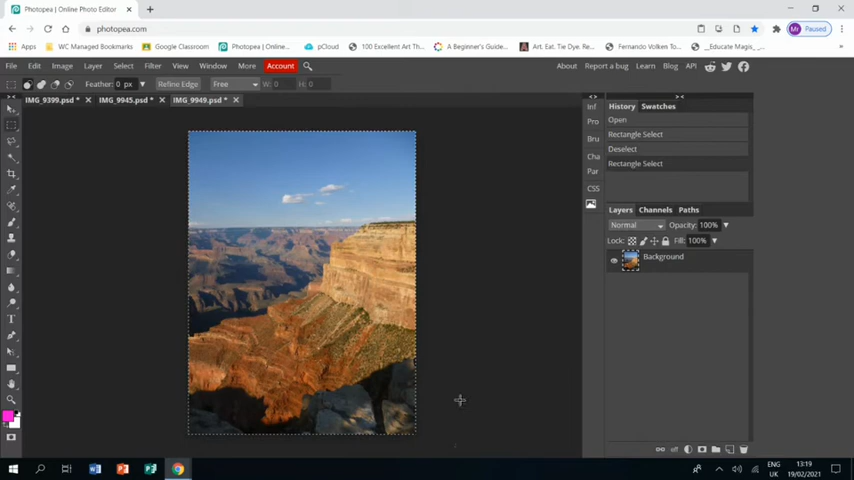 Photopea | Online Photo Editor
photopea.com
Mr Paused
Apps WC Managed Bookmarks Google Classroom Photopea | Online... pCloud 100 Excellent Art Th... A Beginner's Guide... Art. Eat. Tie Dye. Re... Fernando Volken To... _Educate Magis_...
File Edit Image Layer Select Filter View Window More Account About Report a bug Learn Blog API
Feather: 0 px Refine Edge Free W: 0 H: 0
IMG_9399.psd * IMG_9945.psd * IMG_9949.psd *
Inf
Pro
Bru
Cha
Par
CSS
History Swatches
Open
Rectangle Select
Deselect
Rectangle Select
Layers Channels Paths
Normal Opacity: 100%
Lock: Fill: 100%
Background
T
eff
ENG 13:19
UK 19/02/2021